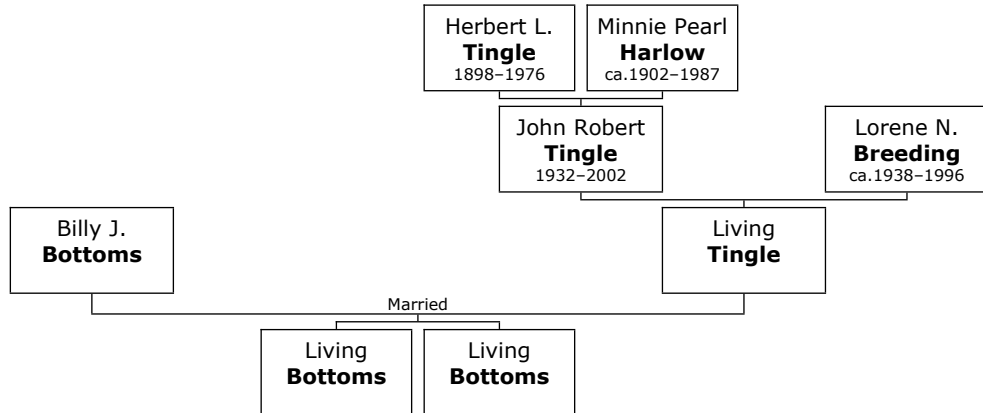 Herbert L.
Tingle
1898–1976
Minnie Pearl
Harlow
ca.1902–1987
John Robert
Tingle
1932–2002
Lorene N.
Breeding
ca.1938–1996
Billy J.
Bottoms
Living
Tingle
Married
Living
Bottoms
Living
Bottoms